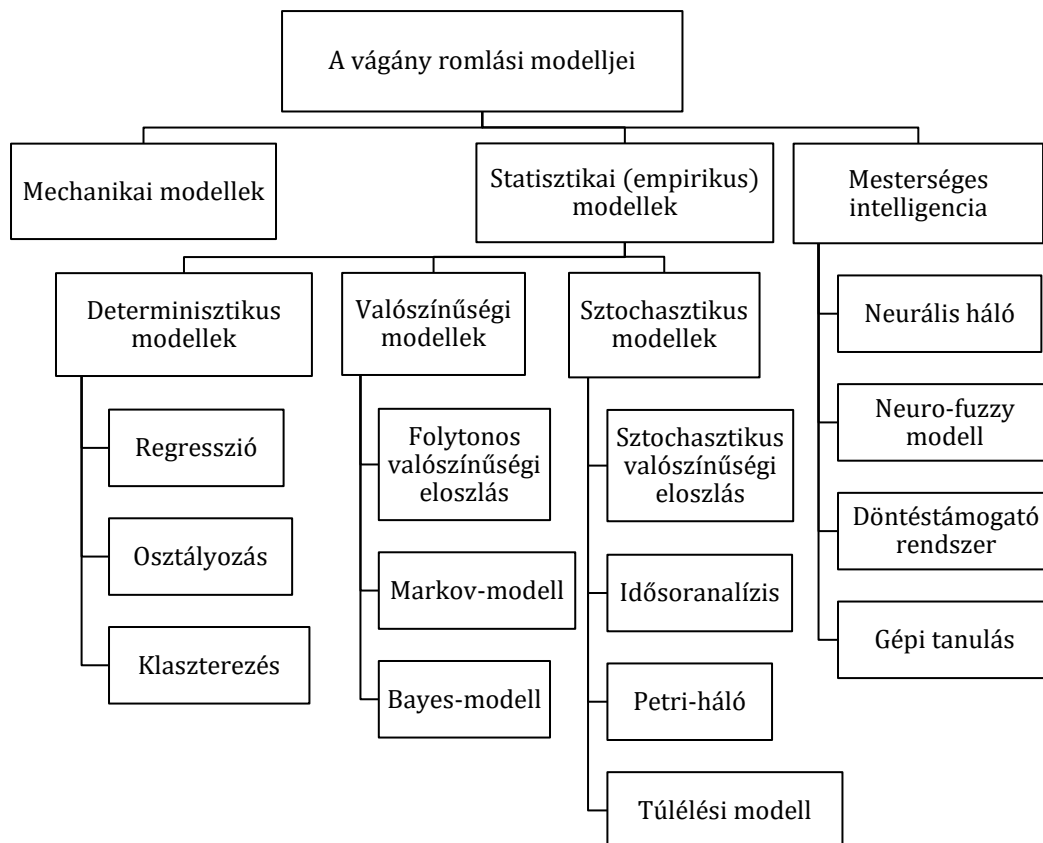 A vágány romlási modelljei
Mechanikai modellek
Statisztikai (empirikus)
modellek
Mesterséges
intelligencia
Determinisztikus
modellek
Regresszió
Osztályozás
Klaszterezés
Valószínűségi
modellek
Folytonos
valószínűségi
eloszlás
Markov-modell
Bayes-modell
Sztochasztikus
modellek
Sztochasztikus
valószínűségi
eloszlás
Idősoranalízis
Petri-háló
Túlélési modell
Neurális háló
Neuro-fuzzy
modell
Döntéstámogató
rendszer
Gépi tanulás